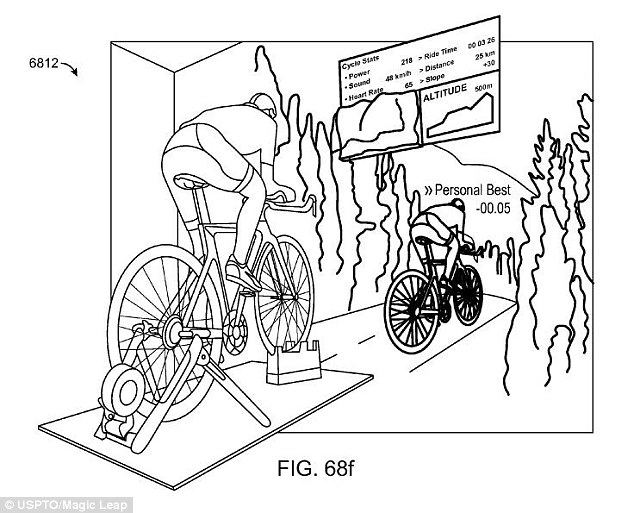 6812
Cycle Stats
• Power 218 > Ride Time 00 03 26
• Sound 48 km/h > Distance 25 km
• Heart Rate 65 > Slope +30
ALTITUDE 500m
>> Personal Best
-00.05
FIG. 68f
© USPTO/Magic Leap